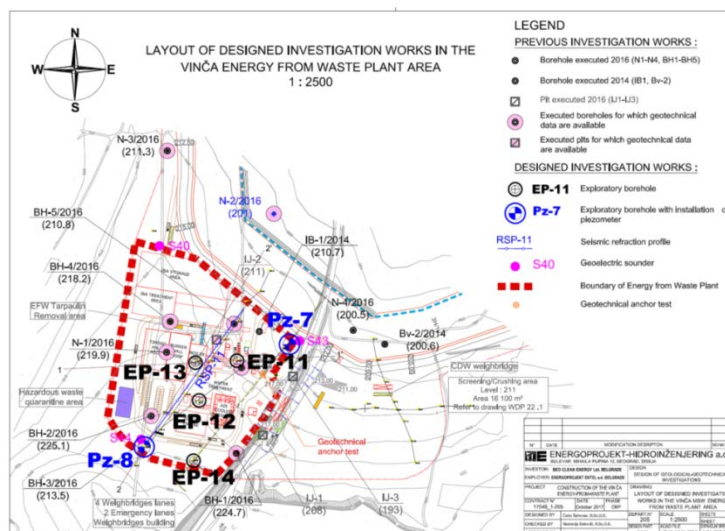 LAYOUT OF DESIGNED INVESTIGATION WORKS IN THE
VINČA ENERGY FROM WASTE PLANT AREA
1 : 2500
N
W
E
S
LEGEND
PREVIOUS INVESTIGATION WORKS :
Borehole executed 2016 (N1-N4, BH1-BH5)
Borehole executed 2014 (IB1, Bv-2)
Pit executed 2016 (IJ1-IJ3)
Executed boreholes for which geotechnical
data are available
Executed pits for which geotechnical data
are available
DESIGNED INVESTIGATION WORKS :
EP-11 Exploratory borehole
Pz-7 Exploratory borehole with Installation
piezometer
RSP-11 Seismic refraction profile
S40 Geoelectric sounder
Boundary of Energy from Waste Plant
Geotechnical anchor test
N-3/2016
(211.3)
N-2/2016
(201)
BH-5/2016
(210.8)
S40
IB-1/2014
(210.7)
IJ-2
(211)
BH-4/2016
(218.2)
EFW Tarpaulin
Removal area
N-4/2016
(200.5)
Pz-7
S43
Bv-2/2014
(200,6)
N-1/2016
(219.9)
EP-13
RSP-11
EP-11
CDW weighbridge
Screening/Crushing area
Level : 211
Area 16 100 m²
Refer to drawing WDP 22
Hazardous waste
quarantine area
EP-12
BH-2/2016
(225.1)
Pz-8
Geotechnical
anchor test
BH-3/2016
(213.5)
EP-14
4 Weighbridges lanes
2 Emergency lanes
Weighbridges building
BH-1/2016
(224.7)
IJ-1
(208)
IJ-3
(193)
ENERGOPROJEKT-HIDROINŽENJERING a.